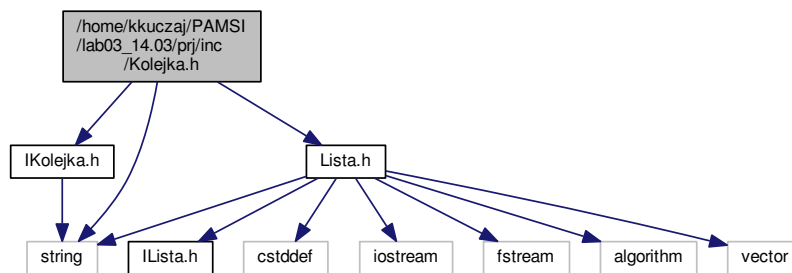 /home/kkuczaj/PAMSI
/lab03_14.03/prj/inc
/Kolejka.h
IKolejka.h
Lista.h
string
ILista.h
cstddef
iostream
fstream
algorithm
vector